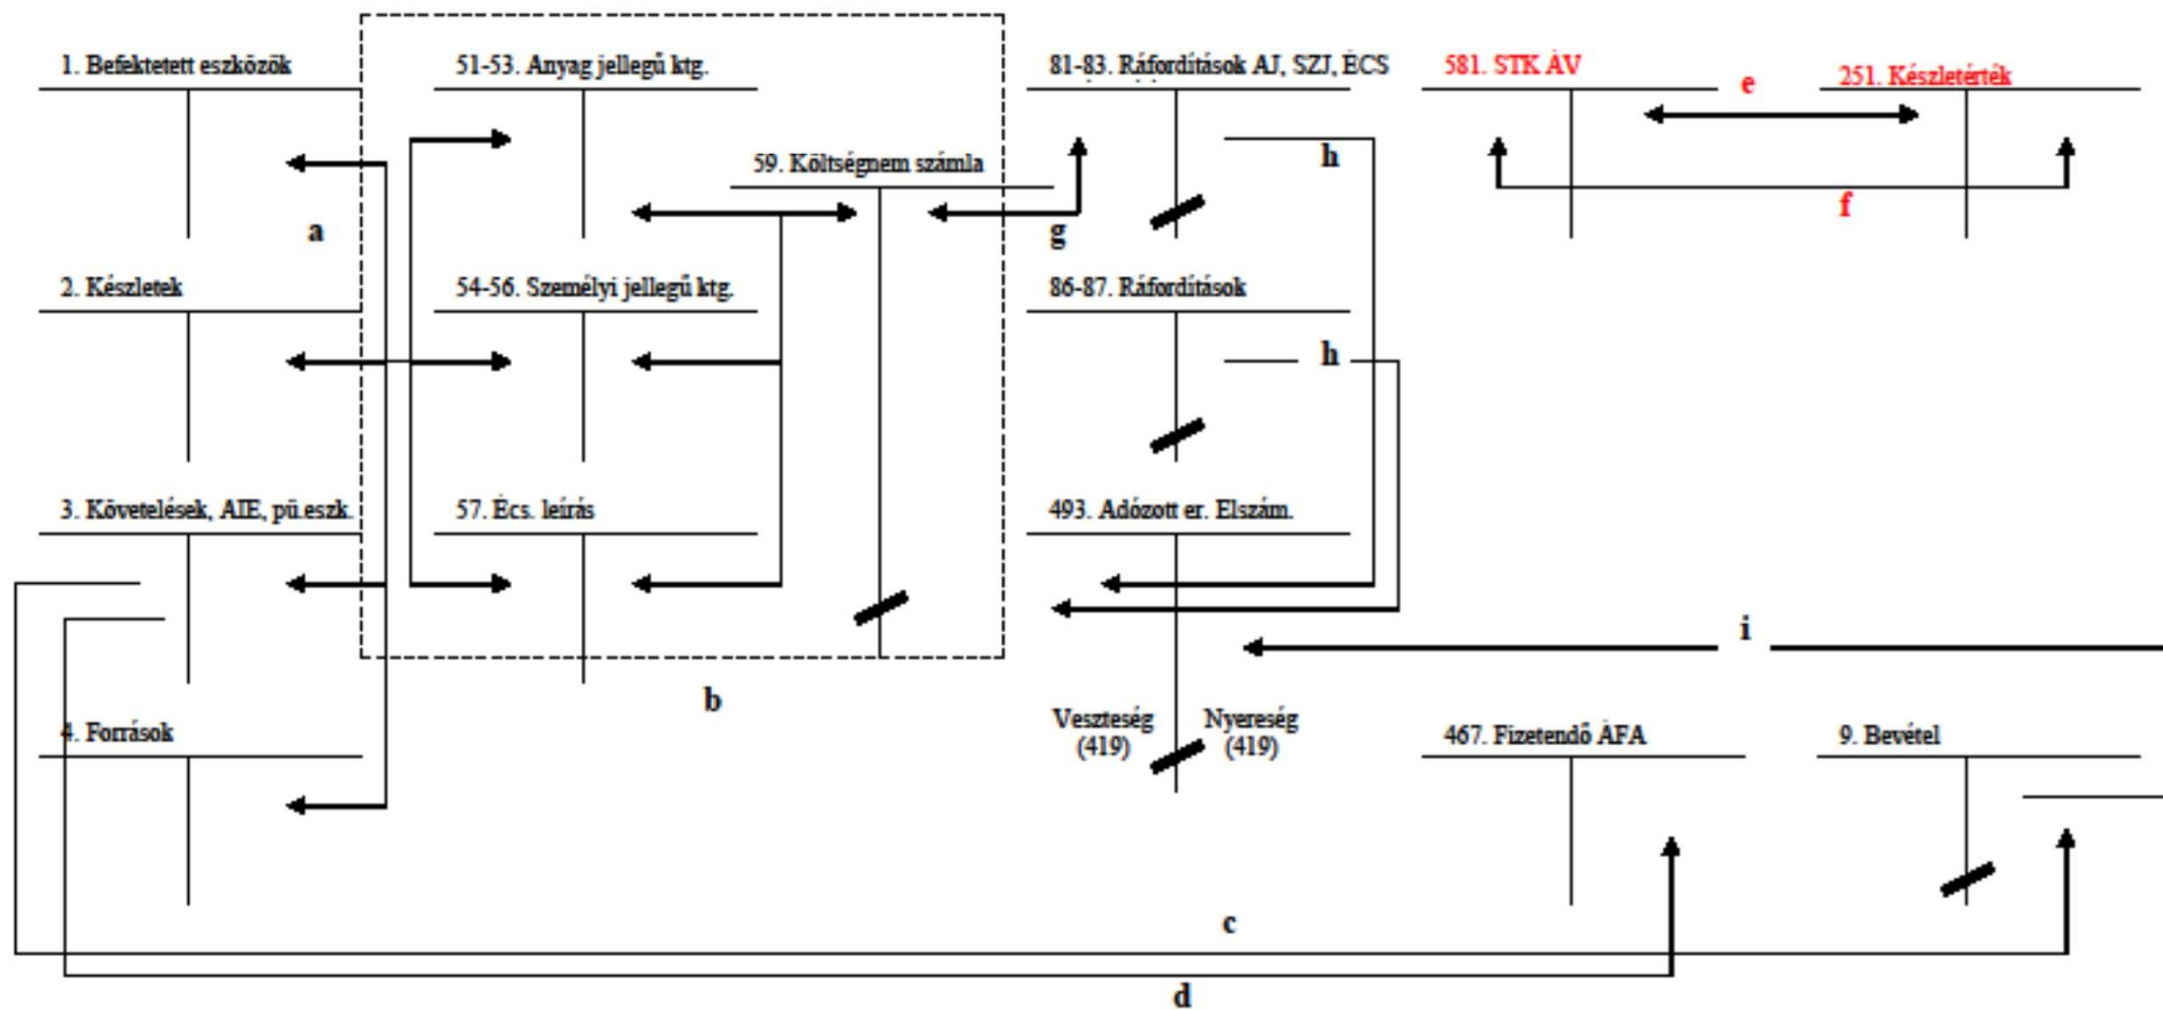 1. Befektetett eszközök
51-53. Anyag jellegű ktg.
81-83. Ráfordítások AJ, SZJ, ÉCS
581. STK ÁV
e
251. Készletérték
59. Költségnem számla
h
f
a
g
2. Készletek
54-56. Személyi jellegű ktg.
86-87. Ráfordítások
h
3. Követelések, AIE, pü.eszk.
57. Écs. leírás
493. Adózott er. Elszám.
i
b
Veszteség
(419)
Nyereség
(419)
4. Források
467. Fizetendő ÁFA
9. Bevétel
c
d